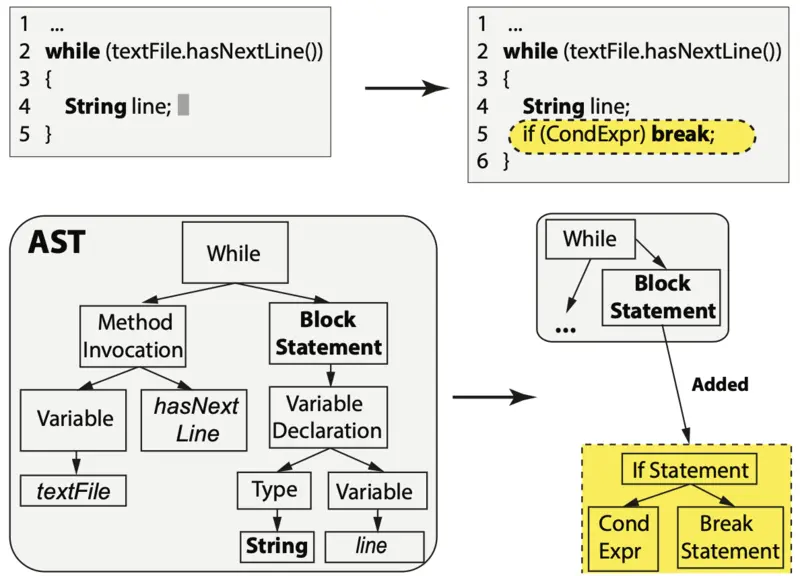 1 ...
2 while (textFile.hasNextLine())
3 {
4 String line;
5 }
1 ...
2 while (textFile.hasNextLine())
3 {
4 String line;
5 if (CondExpr) break;
6 }
AST
While
Method
Invocation
Block
Statement
Variable
hasNext
Line
Variable
Declaration
textFile
Type
Variable
String
line
While
Block
Statement
...
Added
If Statement
Cond
Expr
Break
Statement